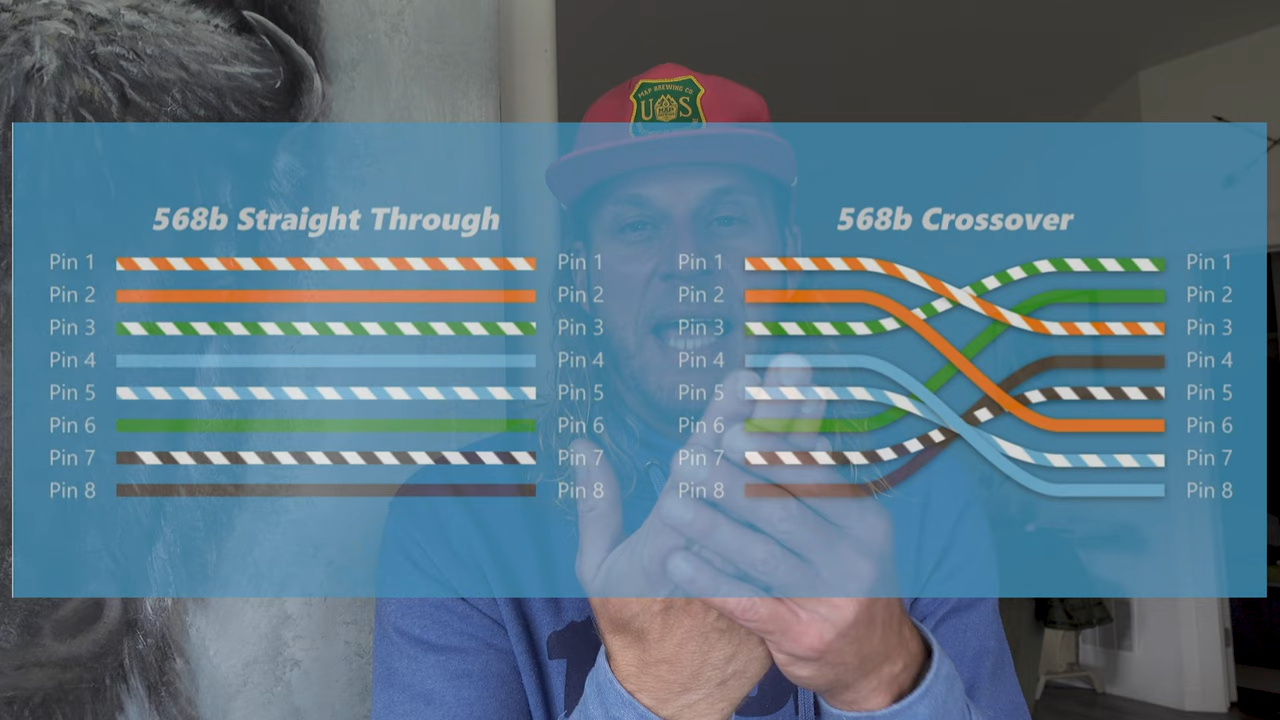 MAP BREWING CO.
U S
568b Straight Through
Pin 1 Pin 1
Pin 2 Pin 2
Pin 3 Pin 3
Pin 4 Pin 4
Pin 5 Pin 5
Pin 6 Pin 6
Pin 7 Pin 7
Pin 8 Pin 8
568b Crossover
Pin 1 Pin 1
Pin 2 Pin 2
Pin 3 Pin 3
Pin 4 Pin 4
Pin 5 Pin 5
Pin 6 Pin 6
Pin 7 Pin 7
Pin 8 Pin 8